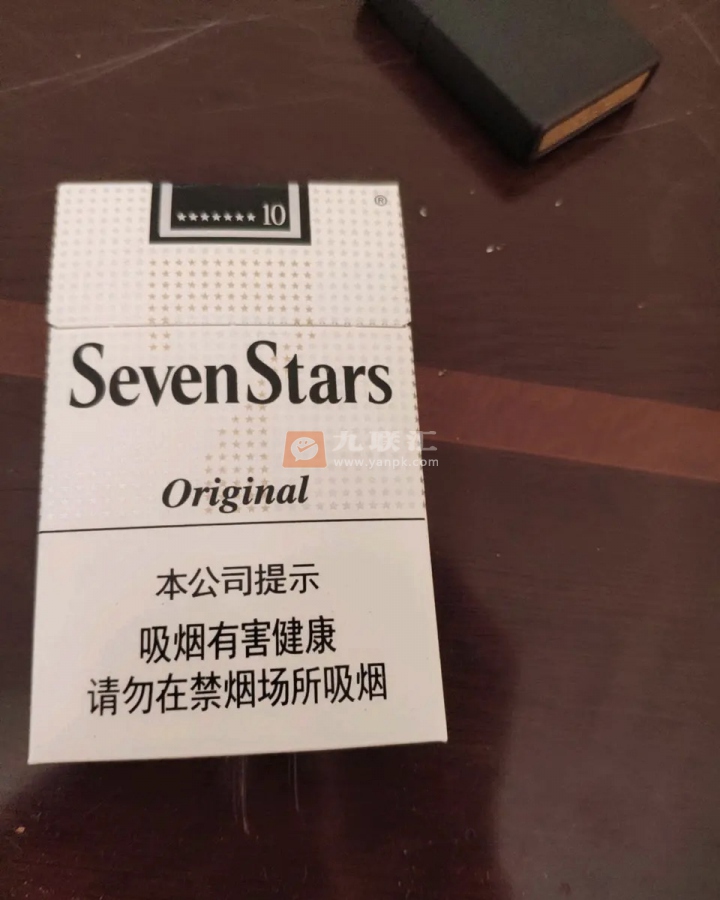 ★★★★★★★ 10
®
Seven Stars
九联汇
www.yanpk.com
Original
本公司提示
吸烟有害健康
请勿在禁烟场所吸烟